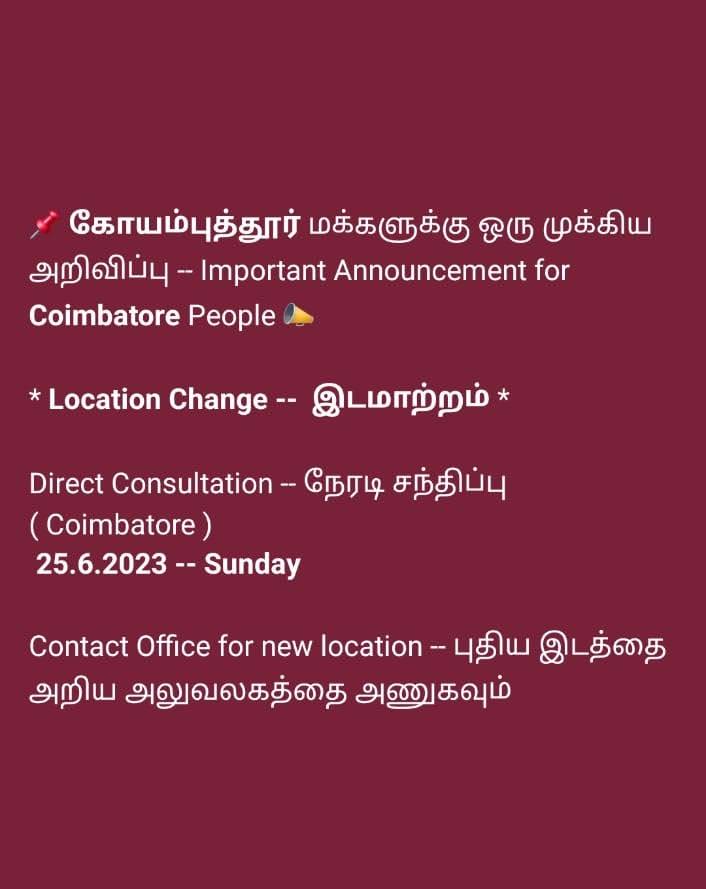 📌 கோயம்புத்தூர் மக்களுக்கு ஒரு முக்கிய
அறிவிப்பு -- Important Announcement for
Coimbatore People 📣
* Location Change -- இடமாற்றம் *
Direct Consultation -- நேரடி சந்திப்பு
( Coimbatore )
25.6.2023 -- Sunday
Contact Office for new location -- புதிய இடத்தை
அறிய அலுவலகத்தை அணுகவும்